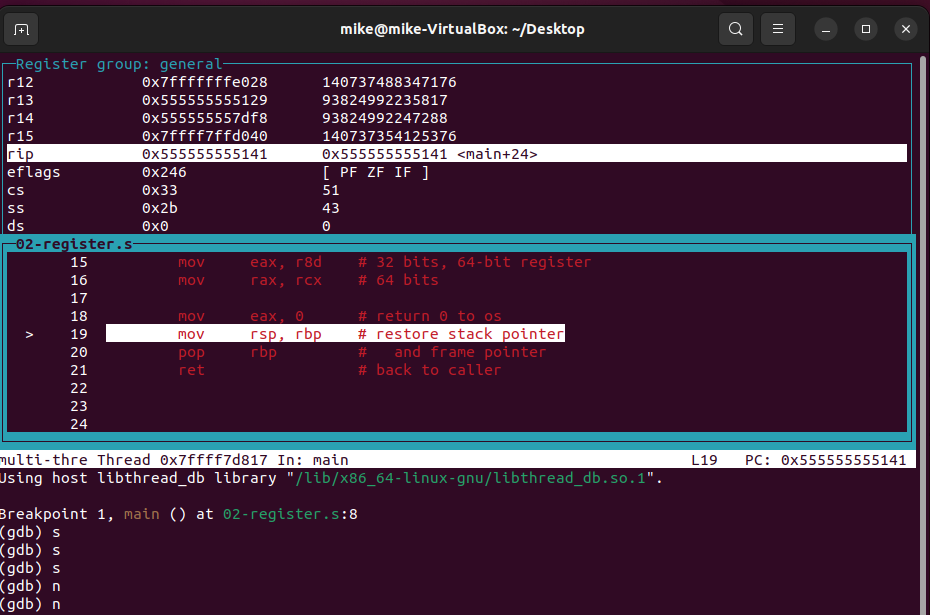 mike@mike-VirtualBox: ~/Desktop
Register group: general
r12 0x7fffffffe028 140737488347176
r13 0x555555555129 93824992235817
r14 0x555555557df8 93824992247288
r15 0x7ffff7ffd040 140737354125376
rip 0x555555555141 0x555555555141 <main+24>
eflags 0x246 [ PF ZF IF ]
cs 0x33 51
ss 0x2b 43
ds 0x0 0
02-register.s
15 mov eax, r8d # 32 bits, 64-bit register
16 mov rax, rcx # 64 bits
17
18 mov eax, 0 # return 0 to os
> 19 mov rsp, rbp # restore stack pointer
20 pop rbp # and frame pointer
21 ret # back to caller
22
23
24
multi-thre Thread 0x7ffff7d817 In: main L19 PC: 0x555555555141
Using host libthread_db library "/lib/x86_64-linux-gnu/libthread_db.so.1".
Breakpoint 1, main () at 02-register.s:8
(gdb) s
(gdb) s
(gdb) s
(gdb) n
(gdb) n